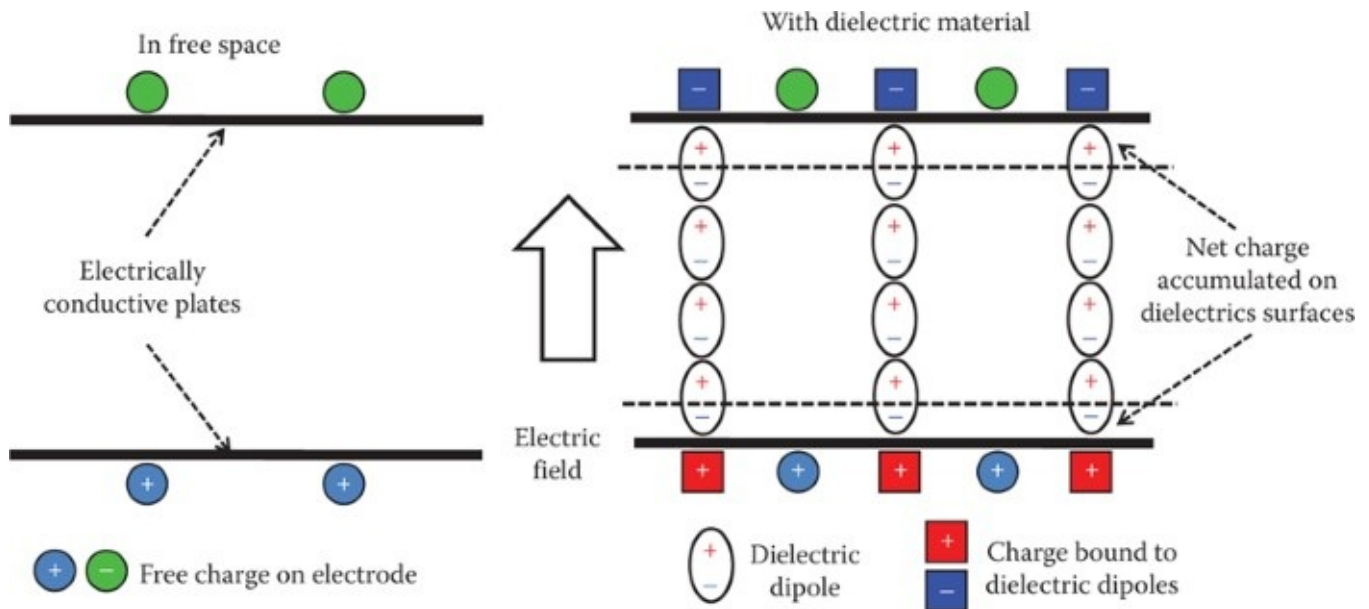 In free space
With dielectric material
− − −
+ + +
− − −
+ + +
− − −
Electrically
conductive plates
+ + +
− − −
+ + +
− − −
Net charge
accumulated on
dielectrics surfaces
Electric
field
+ +
+ + + + +
+ − Free charge on electrode
+
− Dielectric
dipole
+
− Charge bound to
dielectric dipoles